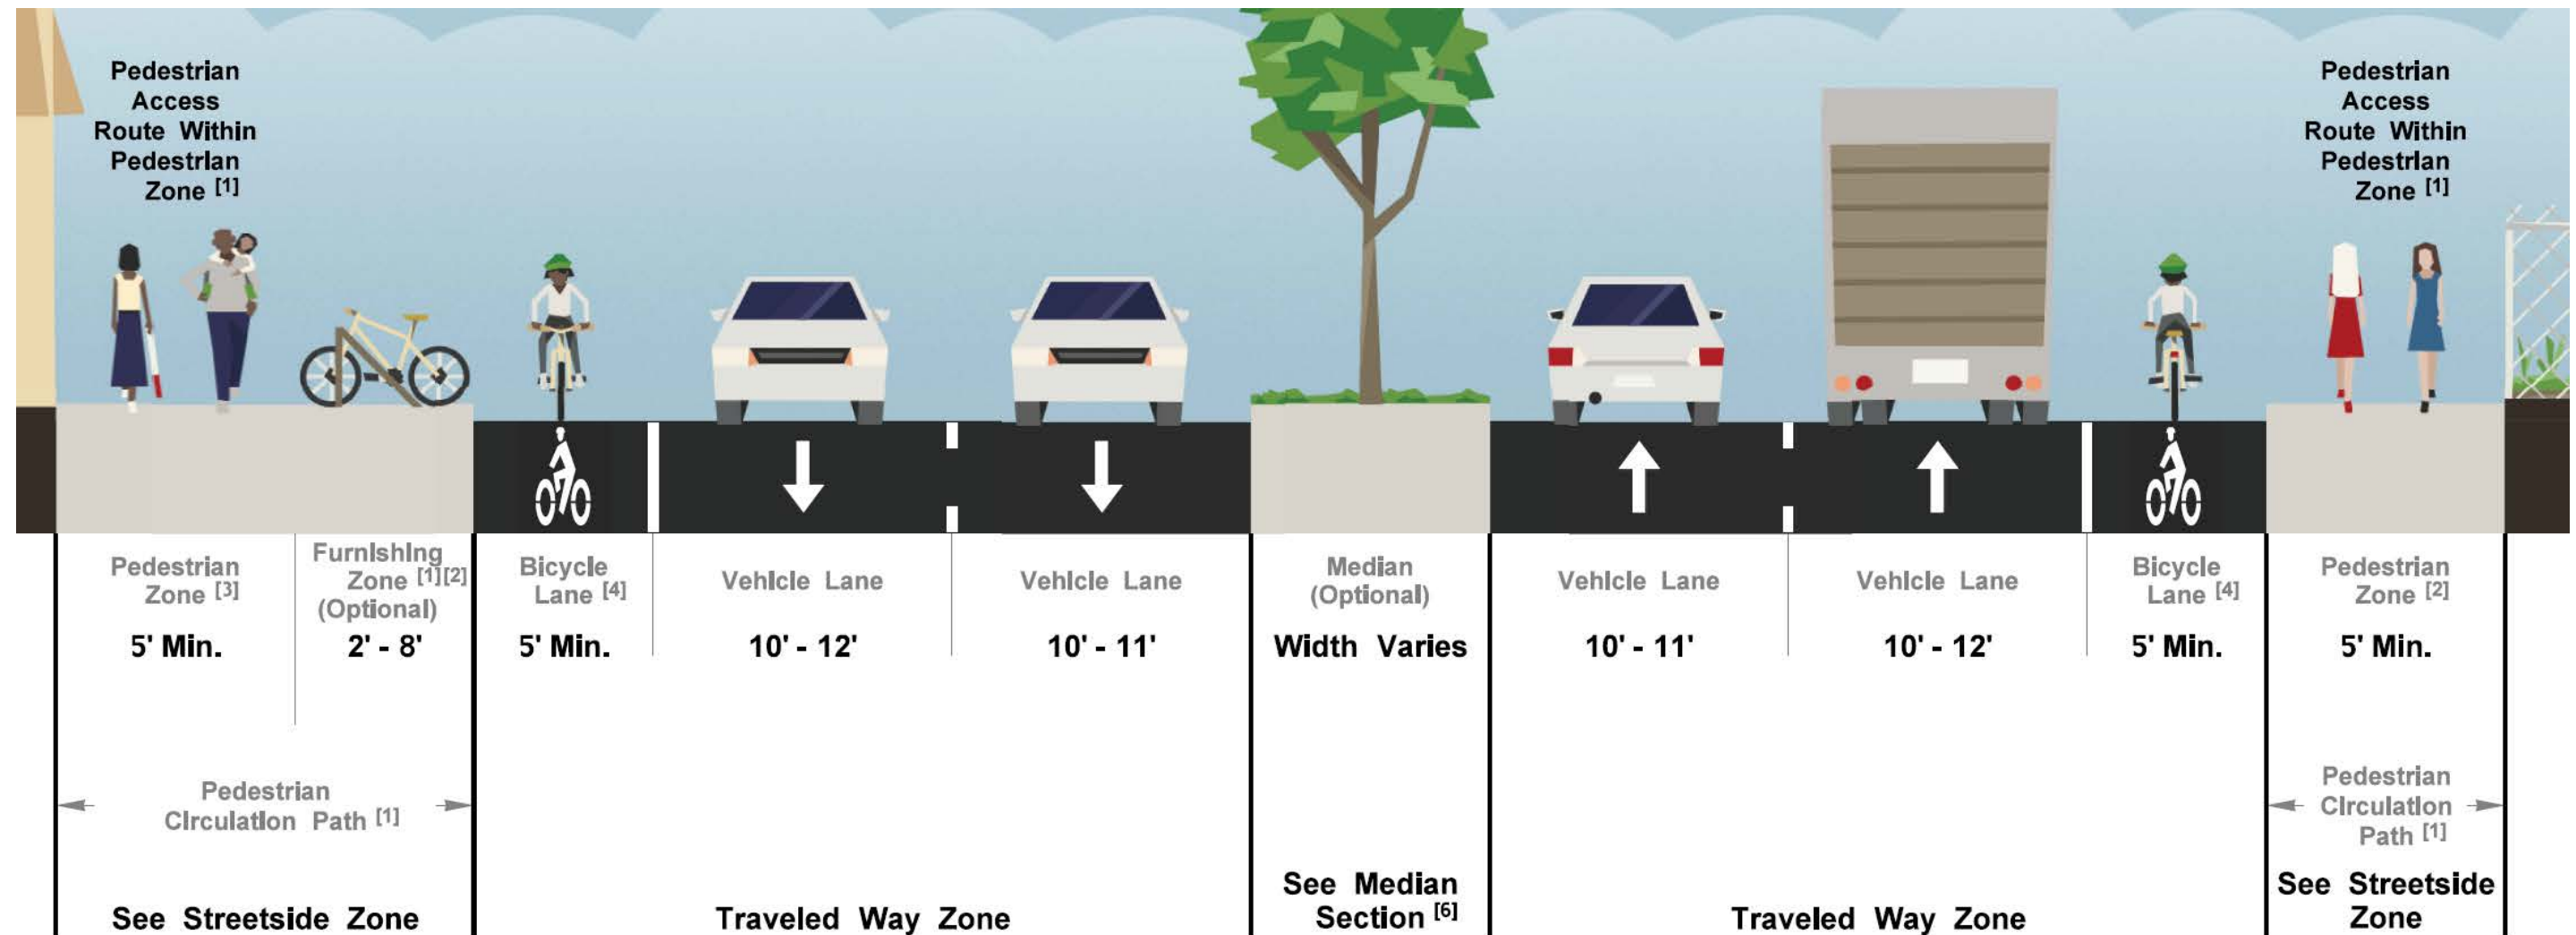 Pedestrian
Access
Route Within
Pedestrian
Zone [1]
Pedestrian
Access
Route Within
Pedestrian
Zone [1]
Pedestrian
Zone [3]
5' Min.
Furnishing
Zone [1][2]
(Optional)
2' - 8'
Bicycle
Lane [4]
5' Min.
Vehicle Lane
10' - 12'
Vehicle Lane
10' - 11'
Median
(Optional)
Width Varies
Vehicle Lane
10' - 11'
Vehicle Lane
10' - 12'
Bicycle
Lane [4]
5' Min.
Pedestrian
Zone [2]
5' Min.
Pedestrian
Circulation Path [1]
Pedestrian
Circulation
Path [1]
See Streetside Zone
Traveled Way Zone
See Median
Section [6]
Traveled Way Zone
See Streetside
Zone